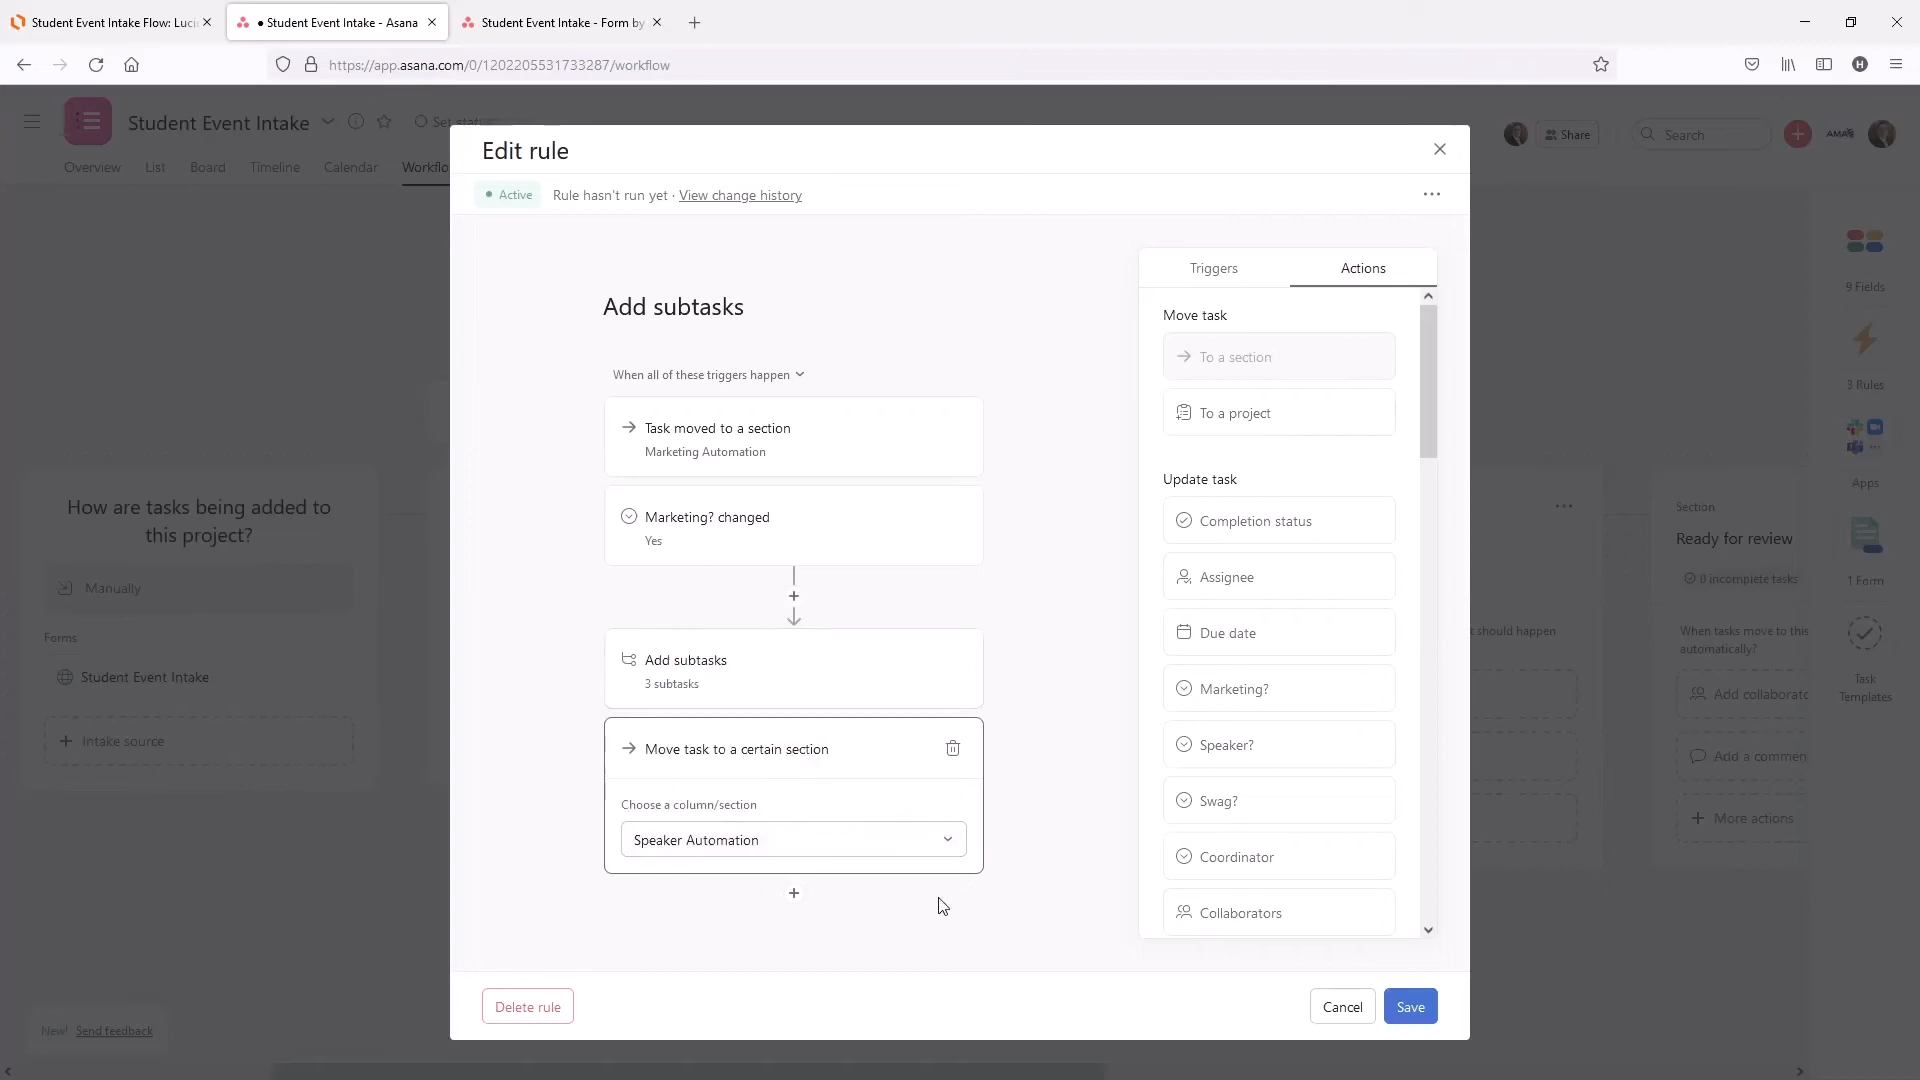 Student Event Intake Flow: Luci
• Student Event Intake - Asana
Student Event Intake - Form by
https://app.asana.com/0/1202205531733287/workflow
Student Event Intake
Set stat
Share
Search
Overview
List
Board
Timeline
Calendar
Workflo
Edit rule
Active
Rule hasn't run yet · View change history
Add subtasks
When all of these triggers happen
Task moved to a section
Marketing Automation
Marketing? changed
Yes
Add subtasks
3 subtasks
Move task to a certain section
Choose a column/section
Speaker Automation
Triggers
Actions
Move task
To a section
To a project
Update task
Completion status
Assignee
Due date
Marketing?
Speaker?
Swag?
Coordinator
Collaborators
Delete rule
Cancel
Save
How are tasks being added to
this project?
Manually
Forms
Student Event Intake
Intake source
New! Send feedback
t should happen
Section
Ready for review
0 incomplete tasks
When tasks move to this
automatically?
Add collaborato
Add a commen
More actions
9 Fields
3 Rules
Apps
1 Form
Task
Templates